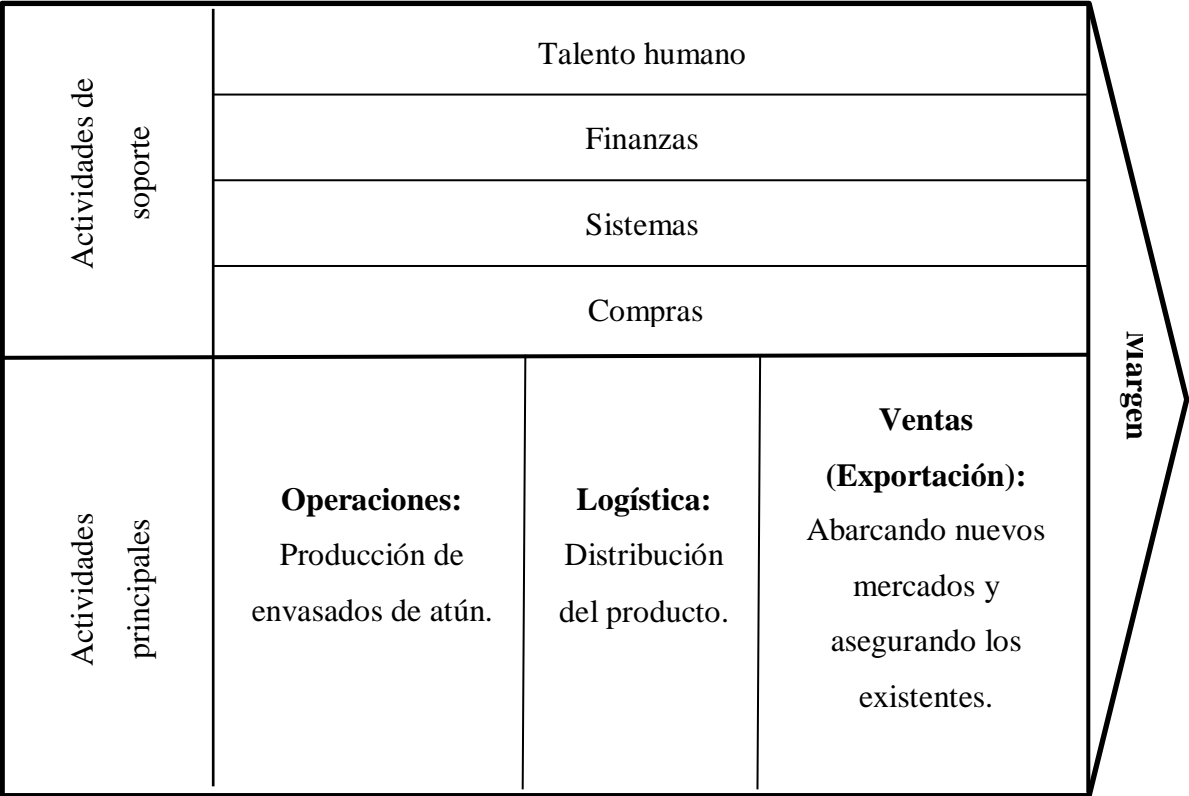 Actividades de
soporte
Talento humano
Finanzas
Sistemas
Compras
Margen
Actividades
principales
Operaciones:
Producción de
envasados de atún.
Logística:
Distribución
del producto.
Ventas
(Exportación):
Abarcando nuevos
mercados y
asegurando los
existentes.